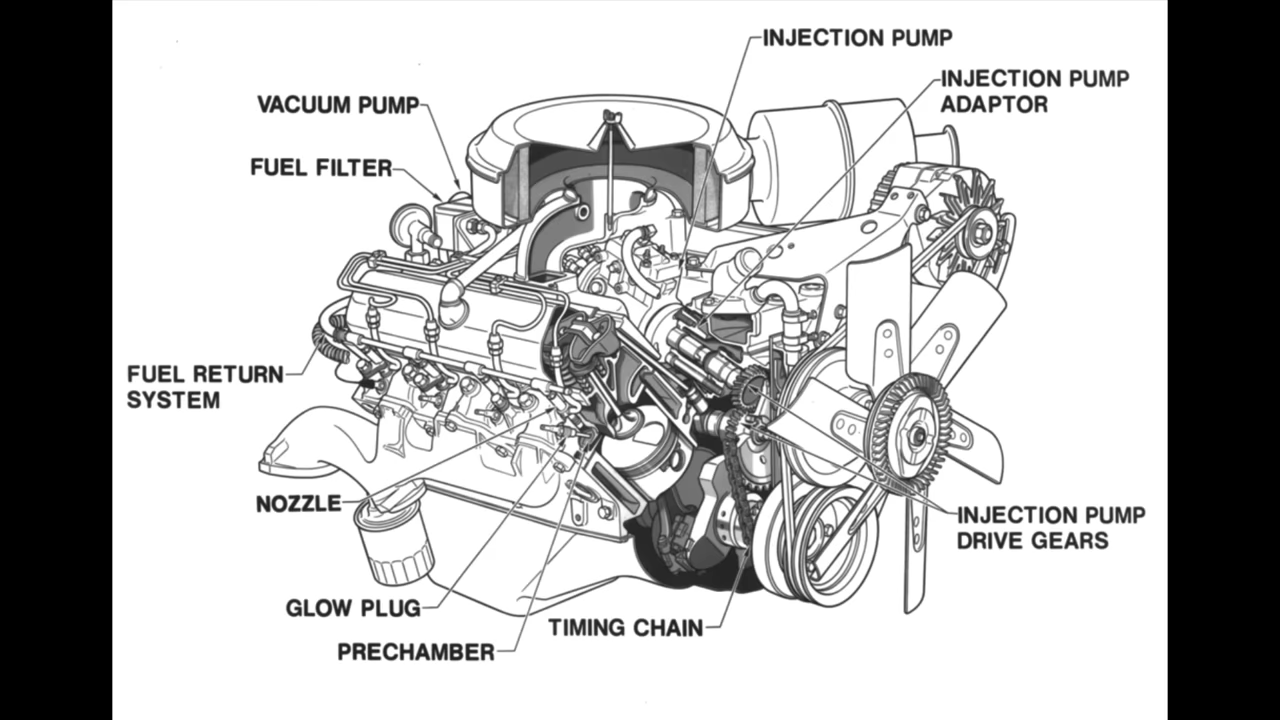 INJECTION PUMP
INJECTION PUMP
ADAPTOR
VACUUM PUMP
FUEL FILTER
FUEL RETURN
SYSTEM
NOZZLE
INJECTION PUMP
DRIVE GEARS
GLOW PLUG
TIMING CHAIN
PRECHAMBER